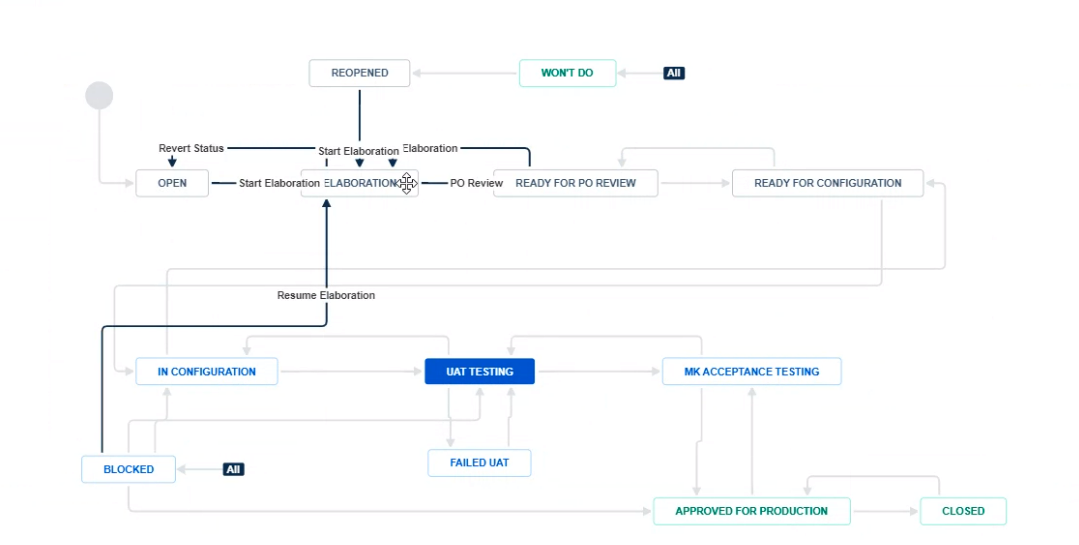 REOPENED
WON'T DO
All
Revert Status
Start Elaboration
Elaboration
OPEN
Start Elaboration
ELABORATION
PO Review
READY FOR PO REVIEW
READY FOR CONFIGURATION
Resume Elaboration
IN CONFIGURATION
UAT TESTING
MK ACCEPTANCE TESTING
BLOCKED
All
FAILED UAT
APPROVED FOR PRODUCTION
CLOSED